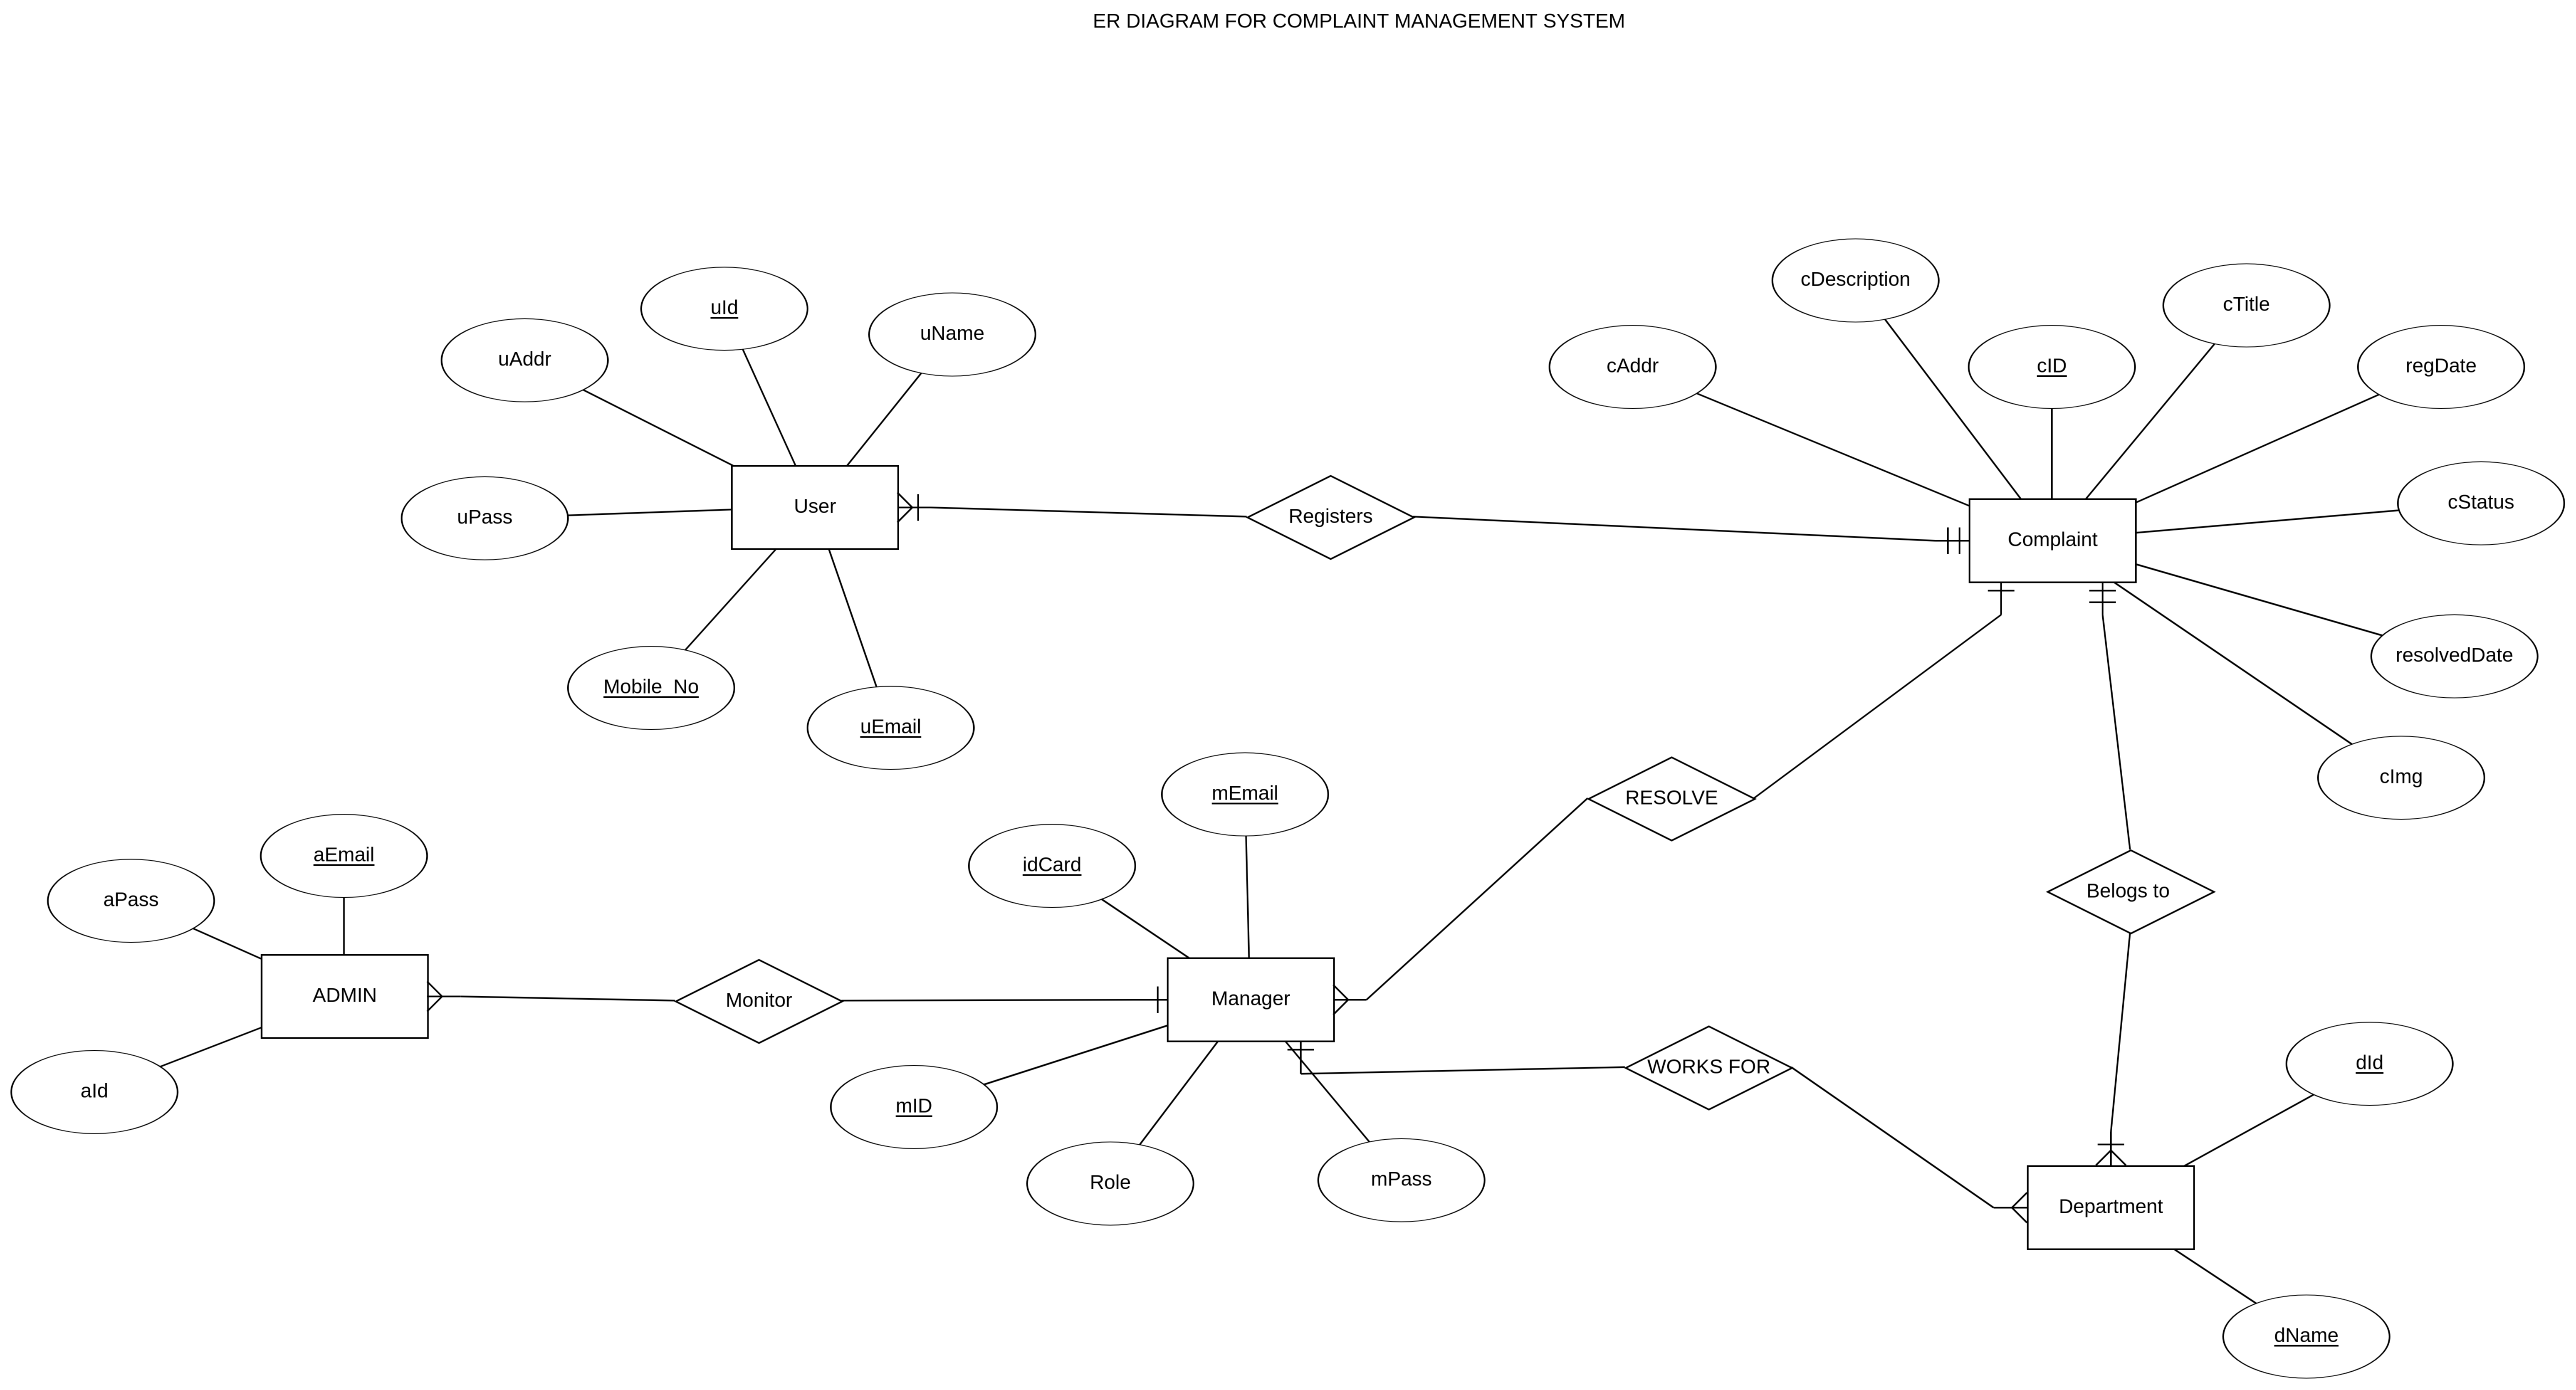 ER DIAGRAM FOR COMPLAINT MANAGEMENT SYSTEM
cDescription
cTitle
uId
uName
uAddr
cAddr
cID
regDate
cStatus
User
uPass
Registers
Complaint
resolvedDate
Mobile_No
uEmail
cImg
mEmail
RESOLVE
aEmail
idCard
aPass
Belogs to
ADMIN
Monitor
Manager
WORKS FOR
dId
aId
mID
Role
mPass
Department
dName